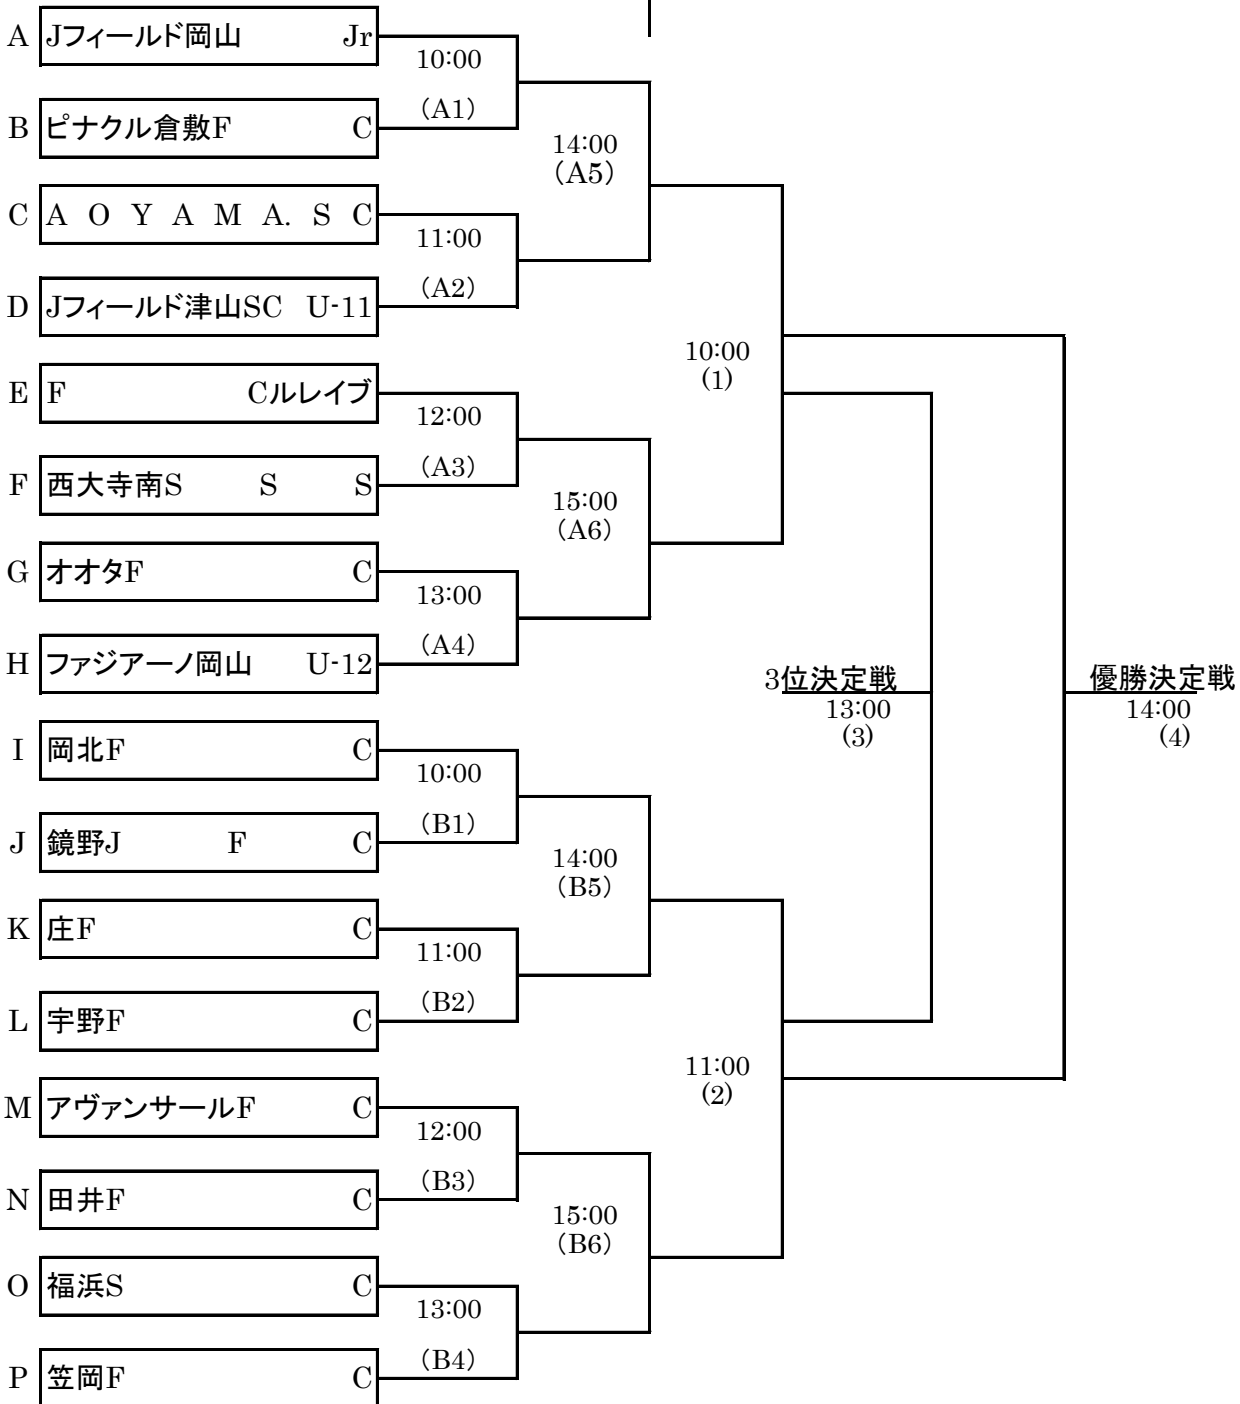 A Jフィールド岡山 Jr
10:00
(A1)
B ピナクル倉敷F C
14:00
(A5)
C A O Y A M A. S C
11:00
(A2)
D Jフィールド津山SC U-11
10:00
(1)
E F Cルレイブ
12:00
(A3)
F 西大寺南S S S
15:00
(A6)
G オオタF C
13:00
(A4)
H ファジアーノ岡山 U-12
3位決定戦
13:00
(3)
優勝決定戦
14:00
(4)
I 岡北F C
10:00
(B1)
J 鏡野J F C
14:00
(B5)
K 庄F C
11:00
(B2)
L 宇野F C
11:00
(2)
M アヴァンサールF C
12:00
(B3)
N 田井F C
15:00
(B6)
O 福浜S C
13:00
(B4)
P 笠岡F C